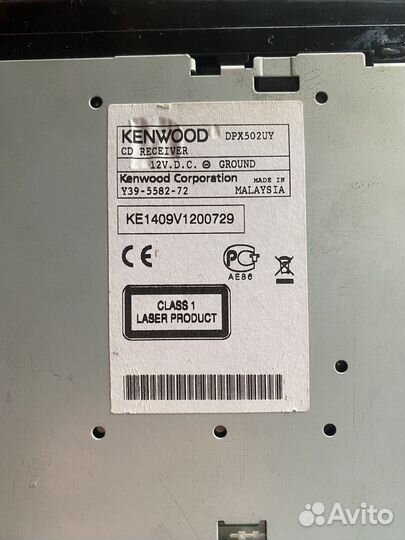 KENWOOD DPX502UY
CD RECEIVER
12V.D.C. ⊖ GROUND
Kenwood Corporation MADE IN
Y39-5582-72 MALAYSIA
KE1409V1200729
CE PG
AE86
CLASS 1
LASER PRODUCT
Avito